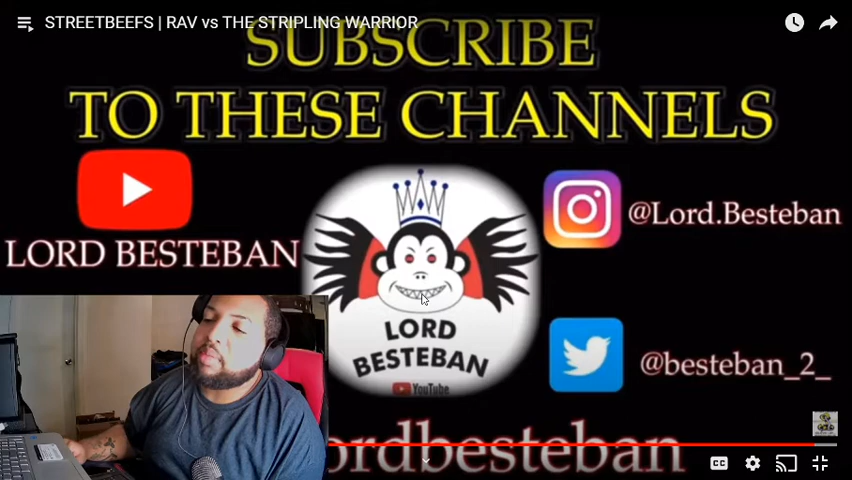 STREETBEEFS | RAV vs THE STRIPLING WARRIOR
SUBSCRIBE
TO THESE CHANNELS
LORD BESTEBAN
@Lord.Besteban
LORD
BESTEBAN
YouTube
@besteban_2_
ordbesteban
CC